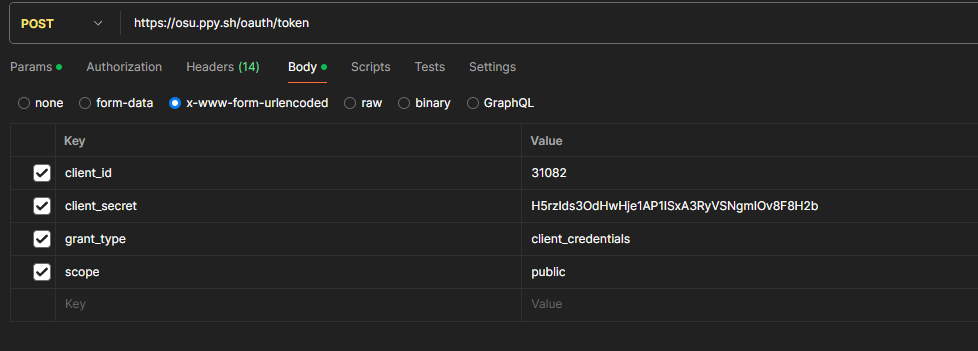 POST https://osu.ppy.sh/oauth/token
Params Authorization Headers (14) Body Scripts Tests Settings
none form-data x-www-form-urlencoded raw binary GraphQL
Key Value
client_id 31082
client_secret H5rzIds3OdHwHje1AP1ISxA3RyVSNgmIOv8F8H2b
grant_type client_credentials
scope public
Key Value